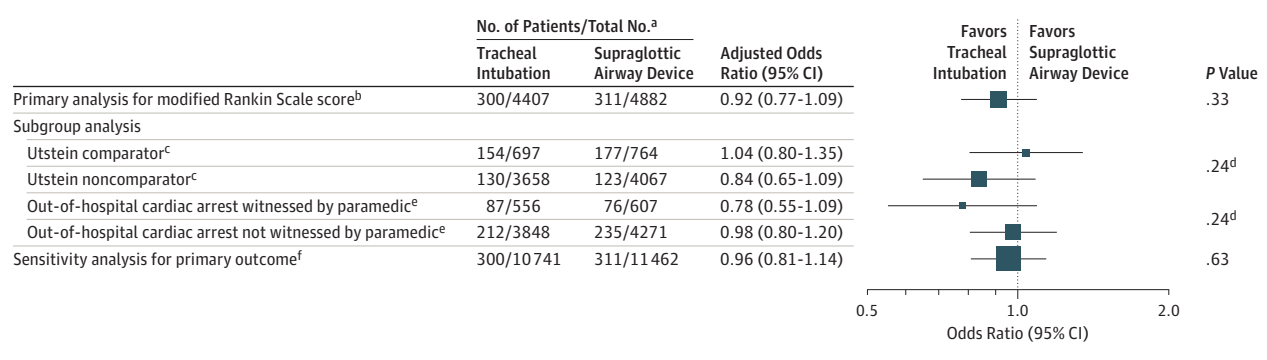 No. of Patients/Total No.a
Tracheal Intubation
Supraglottic Airway Device
Adjusted Odds Ratio (95% CI)
Favors Tracheal Intubation
Favors Supraglottic Airway Device
P Value
Primary analysis for modified Rankin Scale scoreb 300/4407 311/4882 0.92 (0.77-1.09) .33
Subgroup analysis
Utstein comparatorc 154/697 177/764 1.04 (0.80-1.35)
.24d
Utstein noncomparatorc 130/3658 123/4067 0.84 (0.65-1.09)
Out-of-hospital cardiac arrest witnessed by paramedice 87/556 76/607 0.78 (0.55-1.09)
.24d
Out-of-hospital cardiac arrest not witnessed by paramedice 212/3848 235/4271 0.98 (0.80-1.20)
Sensitivity analysis for primary outcomef 300/10741 311/11462 0.96 (0.81-1.14) .63
0.5 1.0 2.0
Odds Ratio (95% CI)